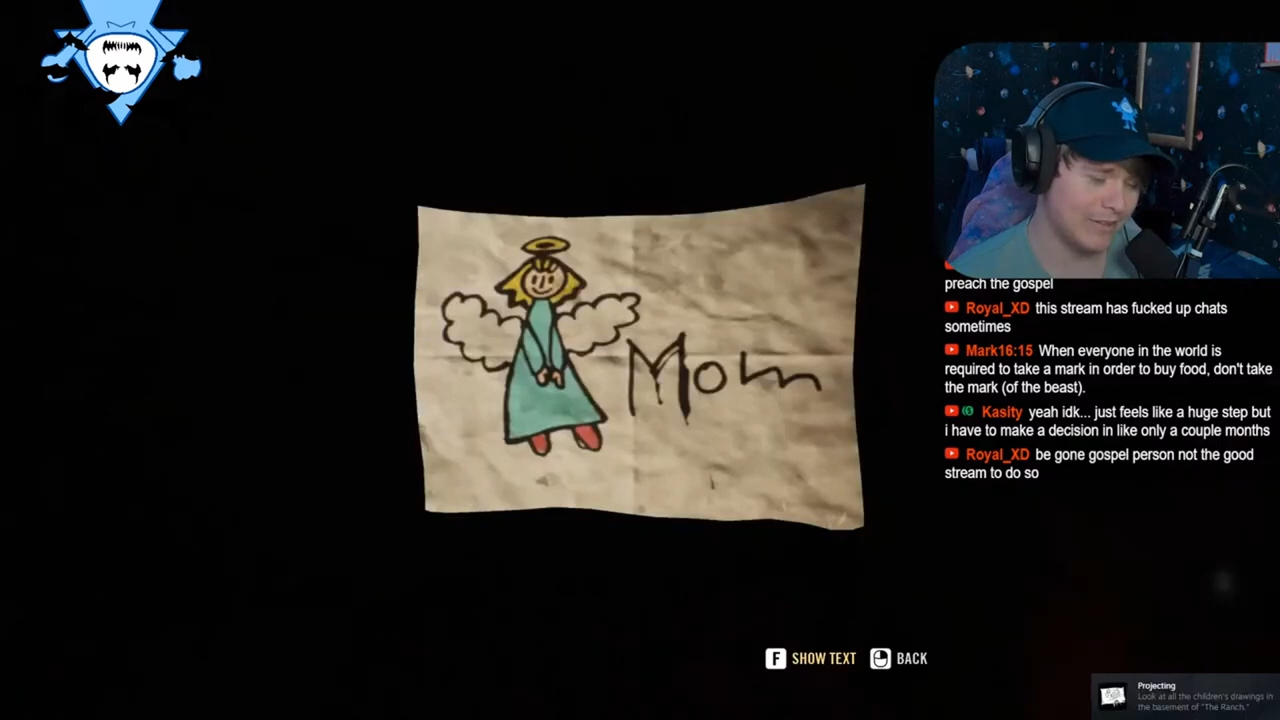 Mom
preach the gospel
Royal_XD this stream has fucked up chats
sometimes
Mark16:15 When everyone in the world is
required to take a mark in order to buy food, don't take
the mark (of the beast).
Kasity yeah idk... just feels like a huge step but
i have to make a decision in like only a couple months
Royal_XD be gone gospel person not the good
stream to do so
F SHOW TEXT BACK
Projecting
Look at all the children's drawings in
the basement of "The Ranch."